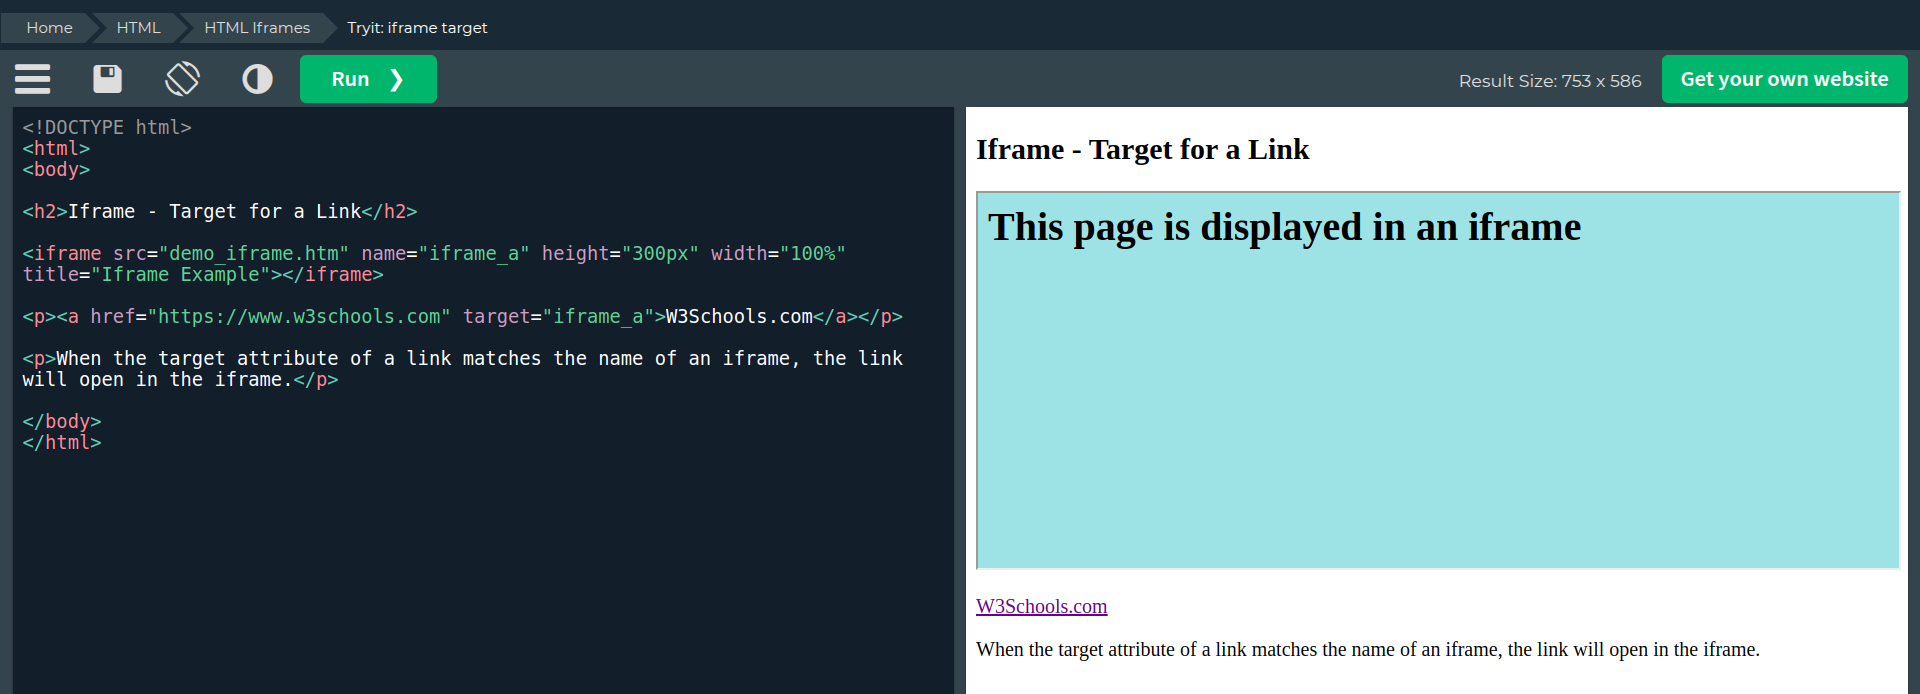 Home HTML HTML Iframes Tryit: iframe target
Run ❯ Result Size: 753 x 586 Get your own website
<!DOCTYPE html>
<html>
<body>
<h2>Iframe - Target for a Link</h2>
<iframe src="demo_iframe.htm" name="iframe_a" height="300px" width="100%"
title="Iframe Example"></iframe>
<p><a href="https://www.w3schools.com" target="iframe_a">W3Schools.com</a></p>
<p>When the target attribute of a link matches the name of an iframe, the link
will open in the iframe.</p>
</body>
</html>
Iframe - Target for a Link
This page is displayed in an iframe
W3Schools.com
When the target attribute of a link matches the name of an iframe, the link will open in the iframe.